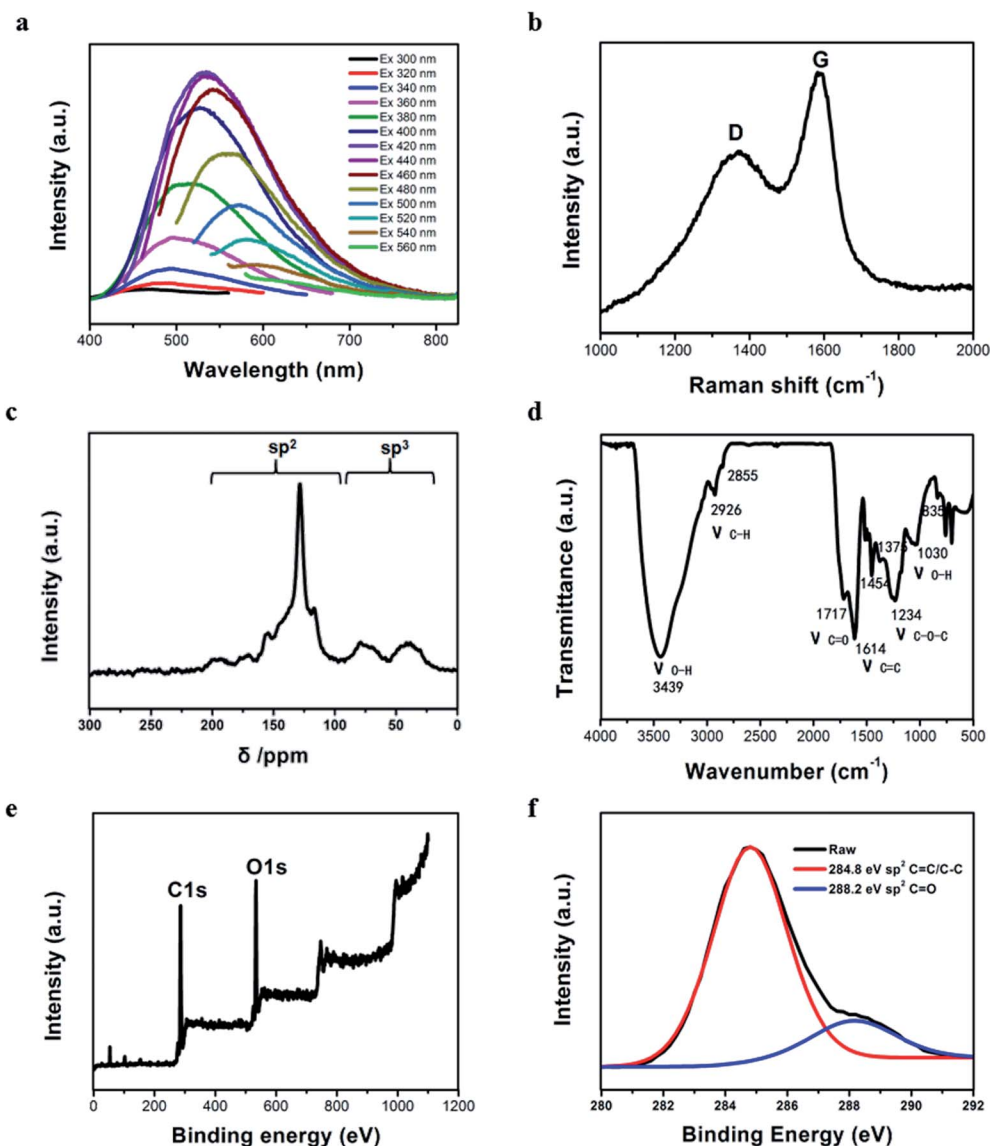 a
Intensity (a.u.)
Ex 300 nm
Ex 320 nm
Ex 340 nm
Ex 360 nm
Ex 380 nm
Ex 400 nm
Ex 420 nm
Ex 440 nm
Ex 460 nm
Ex 480 nm
Ex 500 nm
Ex 520 nm
Ex 540 nm
Ex 560 nm
400 500 600 700 800
Wavelength (nm)
b
Intensity (a.u.)
D
G
1000 1200 1400 1600 1800 2000
Raman shift (cm⁻¹)
c
Intensity (a.u.)
sp² sp³
300 250 200 150 100 50 0
δ /ppm
d
Transmittance (a.u.)
2855
2926
V C-H
V O-H
3439
1717
V C=O
1614
V C=C
1454
1375
1234
V C-O-C
1030
V O-H
835
4000 3500 3000 2500 2000 1500 1000 500
Wavenumber (cm⁻¹)
e
Intensity (a.u.)
C1s
O1s
0 200 400 600 800 1000 1200
Binding energy (eV)
f
Intensity (a.u.)
Raw
284.8 eV sp² C=C/C-C
288.2 eV sp² C=O
280 282 284 286 288 290 292
Binding Energy (eV)